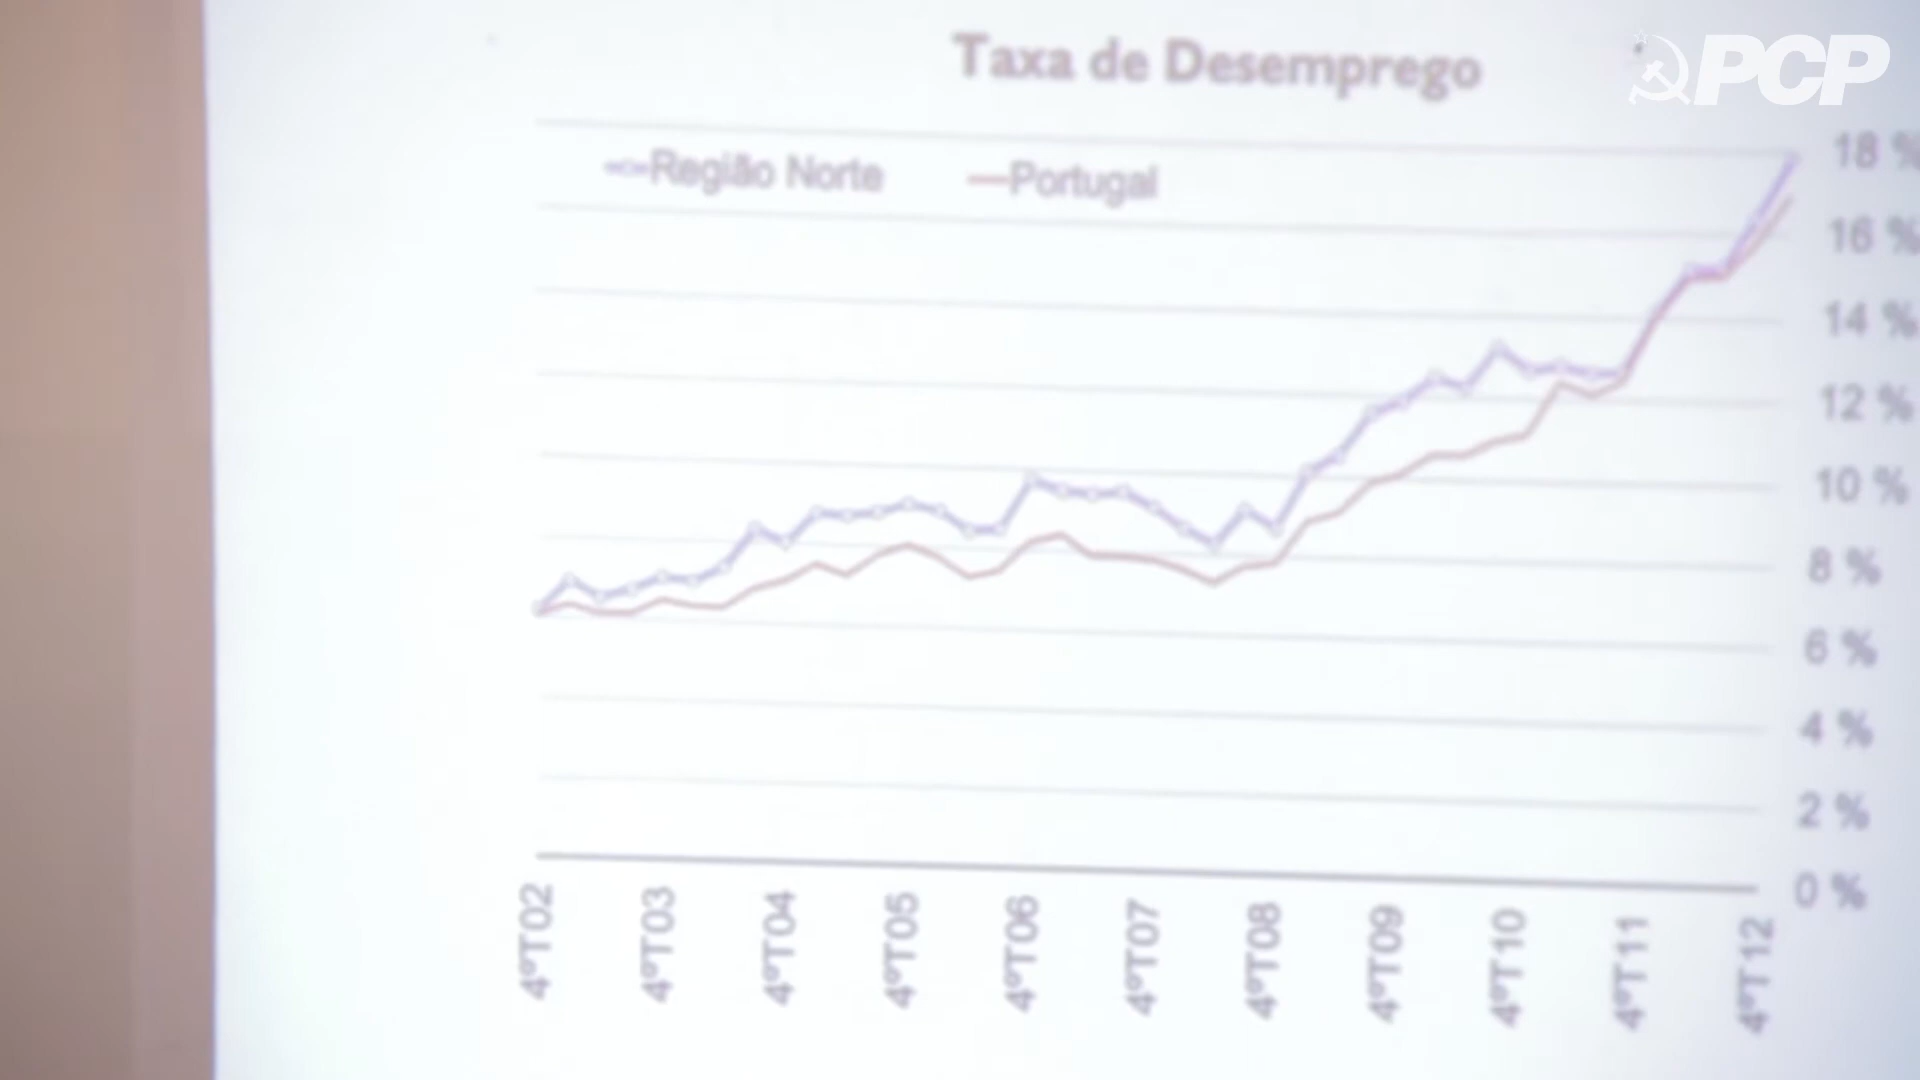 Taxa de Desemprego
PCP
Região Norte
Portugal
18 %
16 %
14 %
12 %
10 %
8 %
6 %
4 %
2 %
0 %
4ºT02
4ºT03
4ºT04
4ºT05
4ºT06
4ºT07
4ºT08
4ºT09
4ºT10
4ºT11
4ºT12